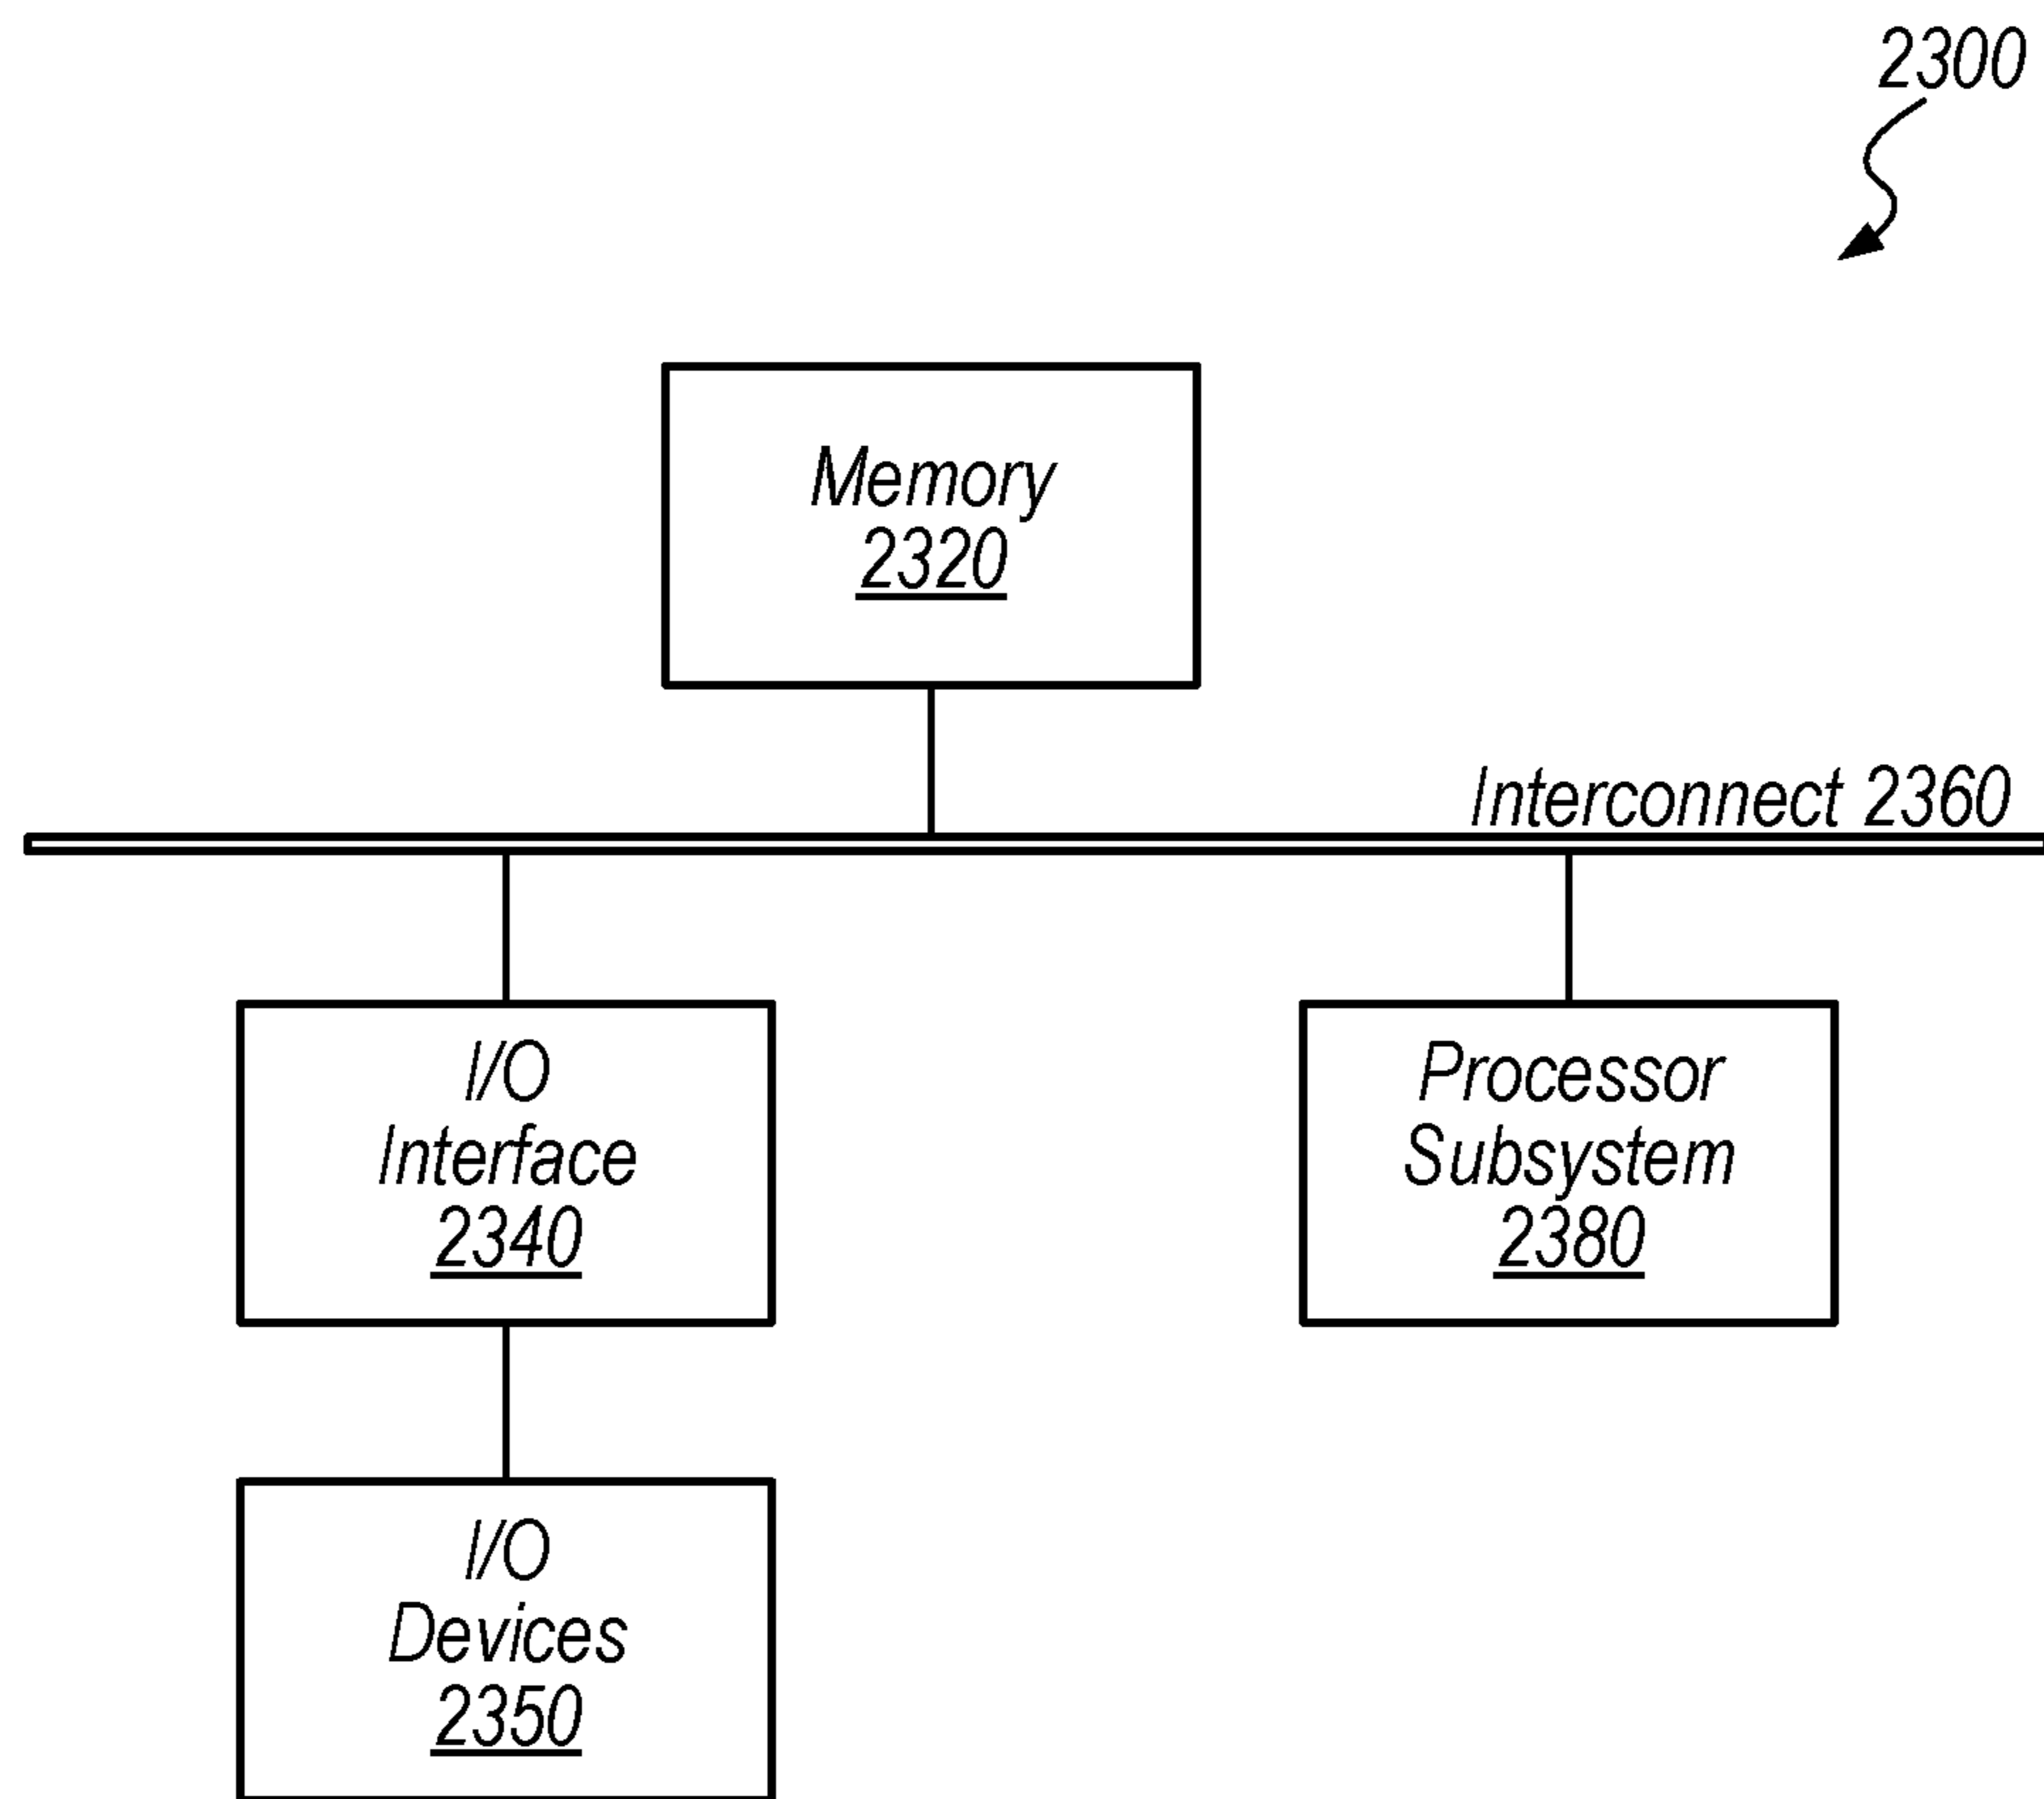 2300
Memory
2320
Interconnect 2360
I/O
Interface
2340
Processor
Subsystem
2380
I/O
Devices
2350